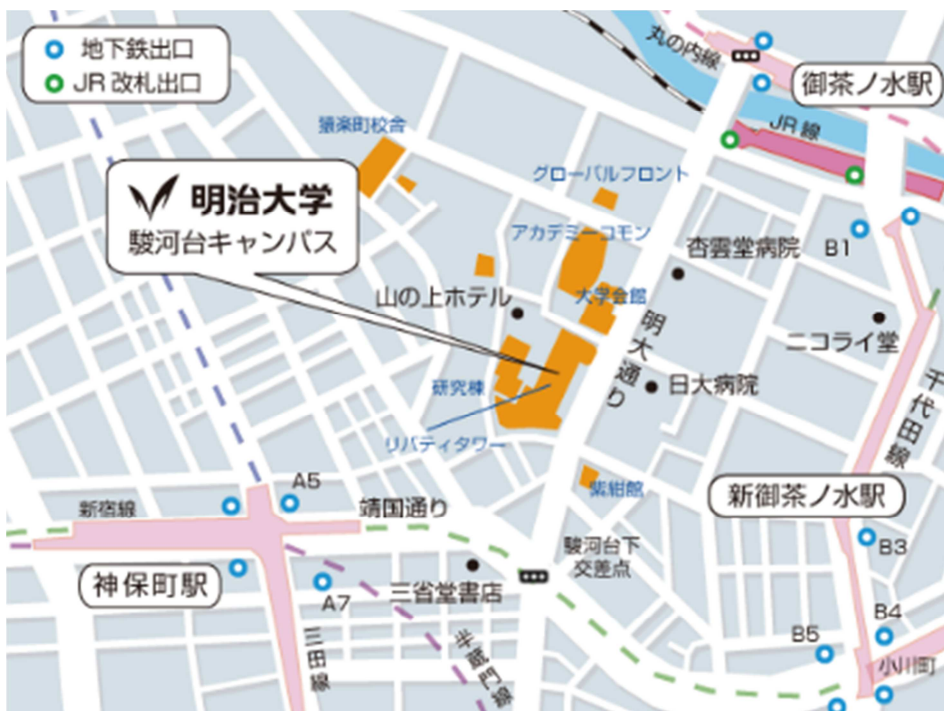 地下鉄出口
JR改札出口
丸の内線
御茶ノ水駅
JR線
猿楽町校舎
明治大学
駿河台キャンパス
グローバルフロント
アカデミーコモン
杏雲堂病院
B1
山の上ホテル
大学会館
明大通り
ニコライ堂
研究棟
日大病院
千代田線
リバティタワー
紫紺館
新御茶ノ水駅
A5
新宿線
靖国通り
駿河台下
交差点
B3
神保町駅
A7
三省堂書店
三田線
半蔵門線
B4
B5
小川町